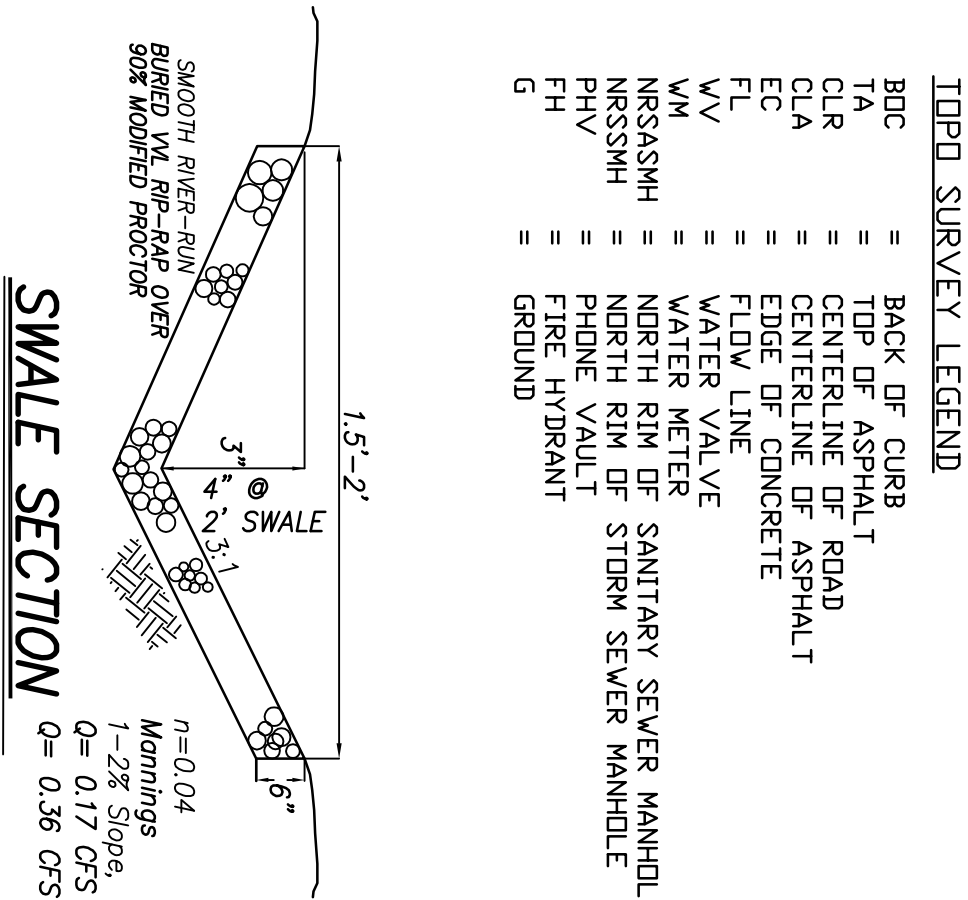 TOPO SURVEY LEGEND
BOC = BACK OF CURB
TA = TOP OF ASPHALT
CLR = CENTERLINE OF ROAD
CLA = CENTERLINE OF ASPHALT
EC = EDGE OF CONCRETE
FL = FLOW LINE
WV = WATER VALVE
WM = WATER METER
NRSASMH = NORTH RIM OF SANITARY SEWER MANHOL
NRSSMH = NORTH RIM OF STORM SEWER MANHOLE
PHV = PHONE VAULT
FH = FIRE HYDRANT
G = GROUND
1.5'-2'
3"
4" @
2' SWALE
3:1
6"
SMOOTH RIVER-RUN
BURIED VVL RIP-RAP OVER
90% MODIFIED PROCTOR
n=0.04
Mannings
1-2% Slope,
Q= 0.17 CFS
Q= 0.36 CFS
SWALE SECTION